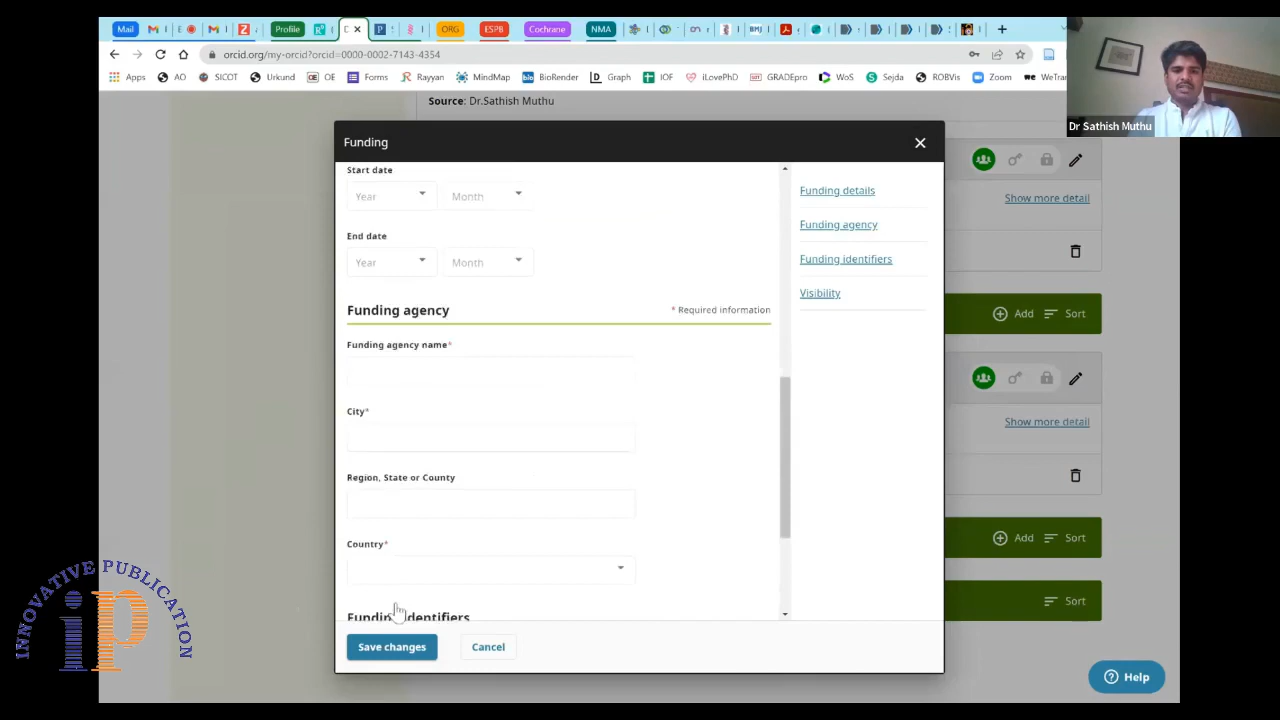 Mail
Profile
ORG
ESPB
Cochrane
NMA
orcid.org/my-orcid?orcid=0000-0002-7143-4354
Apps AO SICOT Urkund OE Forms Rayyan MindMap BioRender Graph IOF iLovePhD GRADEpro WoS Sejda ROBVis Zoom WeTra
Dr Sathish Muthu
Source: Dr.Sathish Muthu
Funding
Start date
Year Month
End date
Year Month
Funding agency
* Required information
Funding agency name*
City*
Region, State or County
Country*
Funding identifiers
Save changes Cancel
Funding details
Funding agency
Funding identifiers
Visibility
Show more detail
Add Sort
Show more detail
Add Sort
Sort
Help
INNOVATIVE PUBLICATION
ip